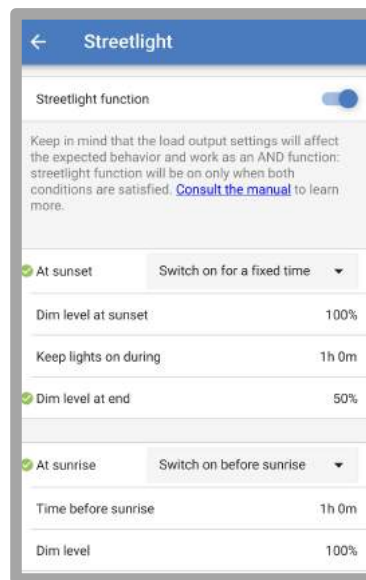 Streetlight
Streetlight function
Keep in mind that the load output settings will affect
the expected behavior and work as an AND function:
streetlight function will be on only when both
conditions are satisfied. Consult the manual to learn
more.
At sunset Switch on for a fixed time
Dim level at sunset 100%
Keep lights on during 1h 0m
Dim level at end 50%
At sunrise Switch on before sunrise
Time before sunrise 1h 0m
Dim level 100%